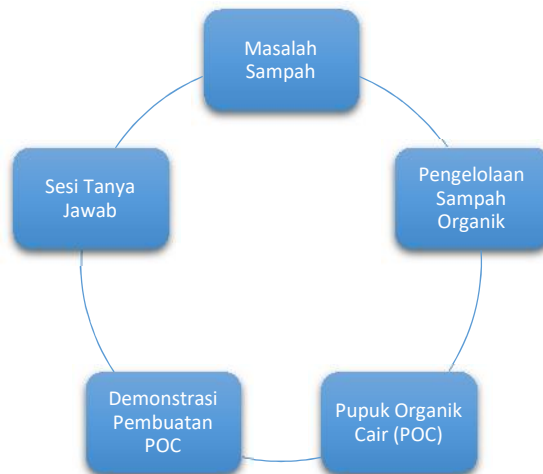 Masalah
Sampah
Pengelolaan
Sampah
Organik
Pupuk Organik
Cair (POC)
Demonstrasi
Pembuatan
POC
Sesi Tanya
Jawab